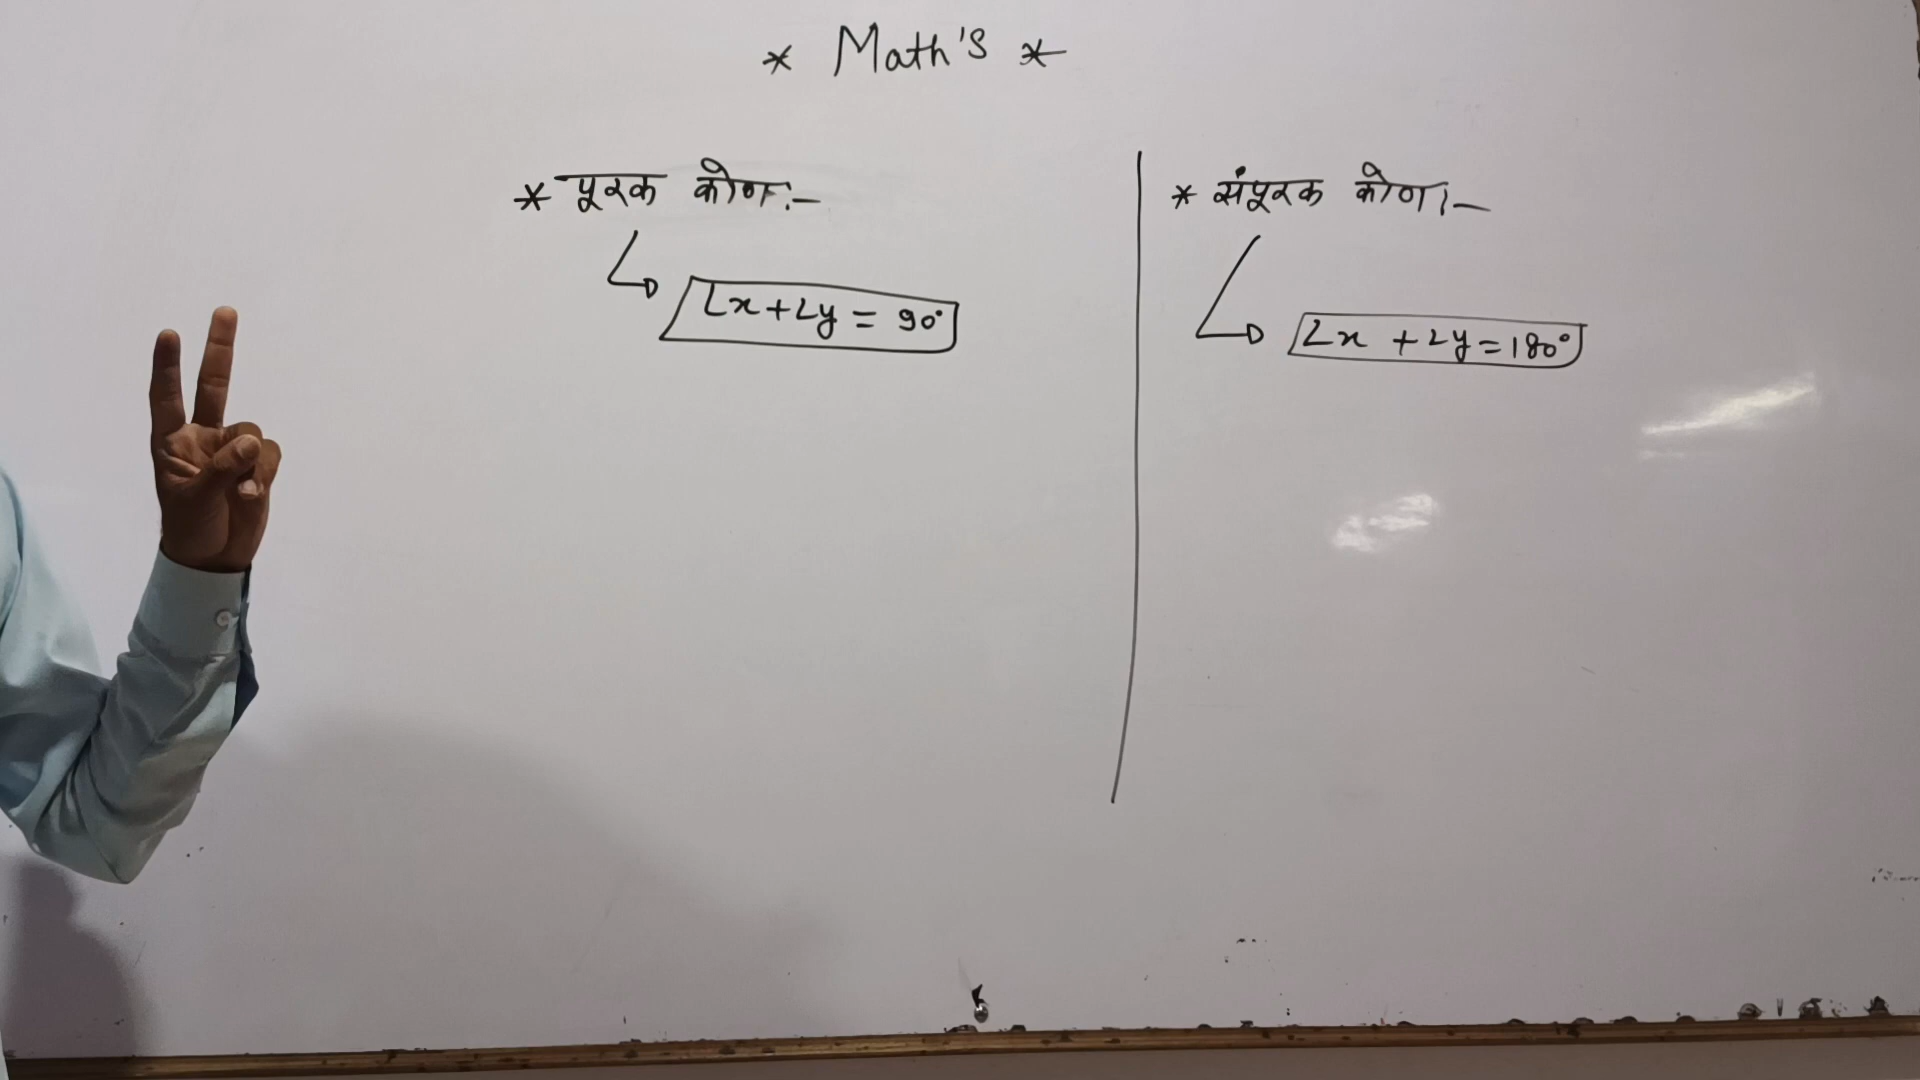 * Math's *
* पूरक कोण:-
∠x+∠y = 90°
* संपूरक कोण:-
∠x + ∠y = 180°